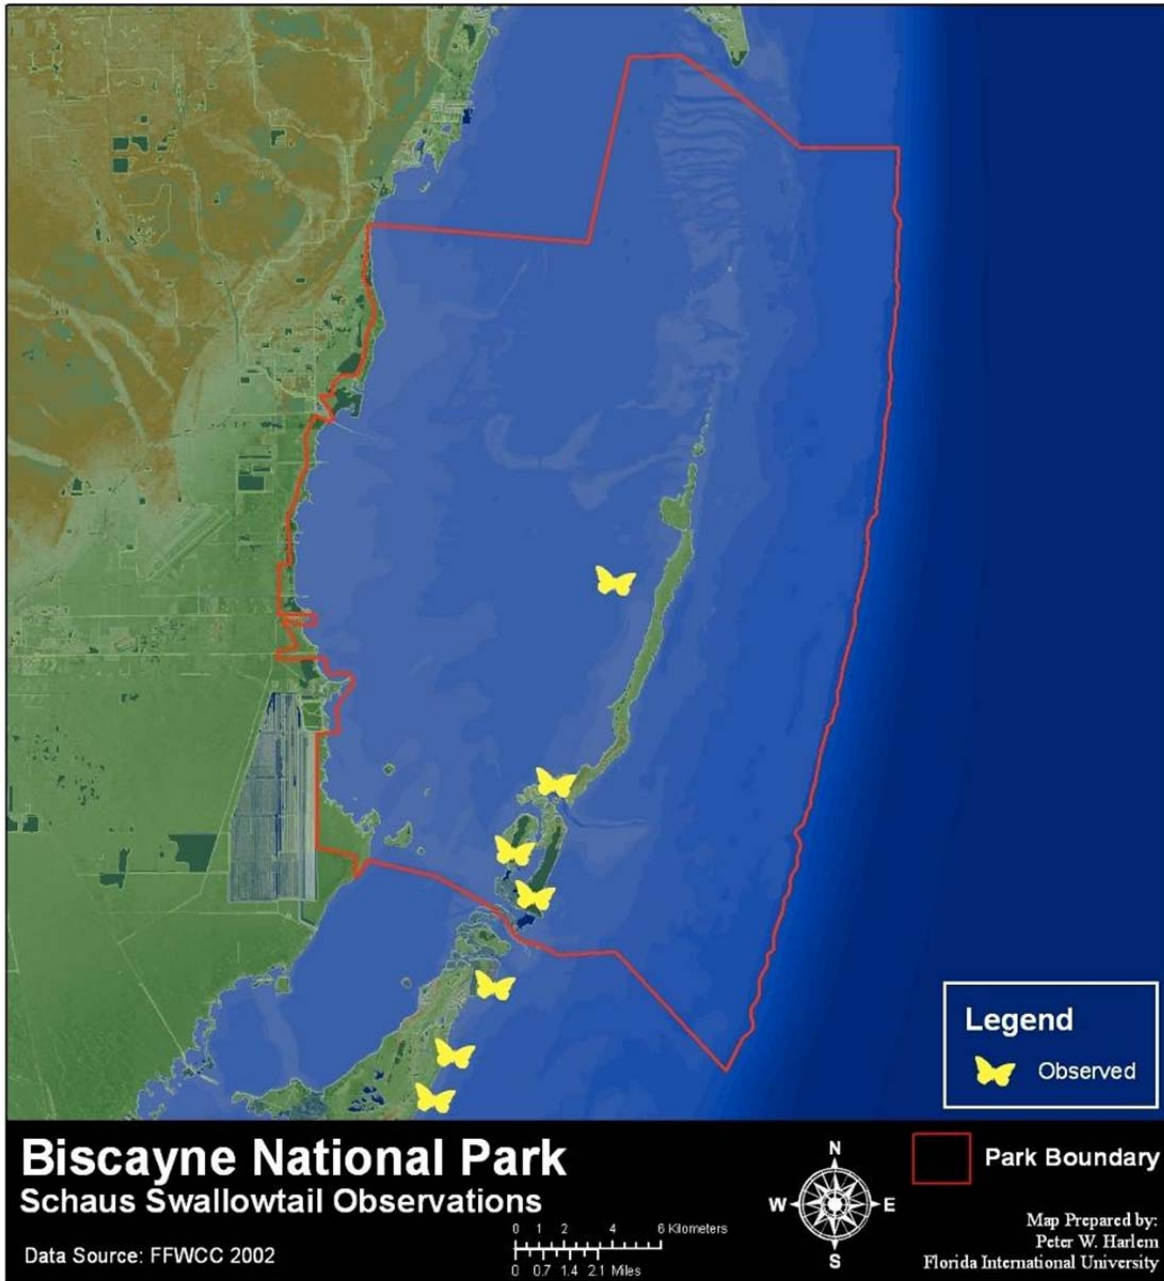 Legend
Observed
Biscayne National Park
Schaus Swallowtail Observations
Data Source: FFWCC 2002
0 1 2 4 6 Kilometers
0 0.7 1.4 2.1 Miles
N
W E
S
Park Boundary
Map Prepared by:
Peter W. Harlem
Florida International University